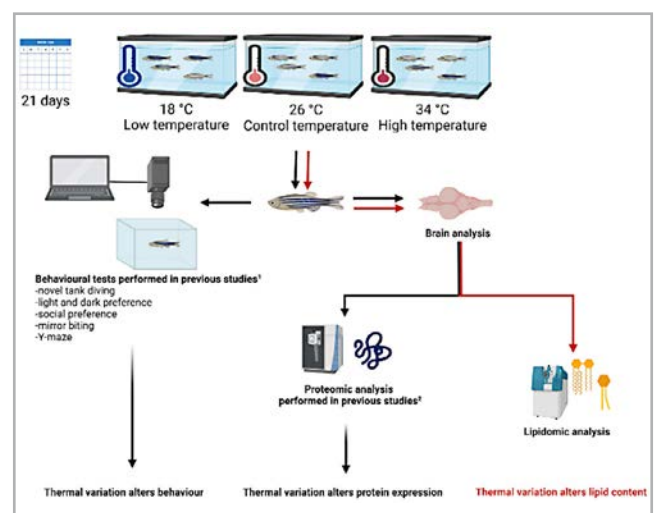 21 days
18 °C
Low temperature
26 °C
Control temperature
34 °C
High temperature
Brain analysis
Behavioural tests performed in previous studies¹
-novel tank diving
-light and dark preference
-social preference
-mirror biting
-Y-maze
Proteomic analysis
performed in previous studies²
Lipidomic analysis
Thermal variation alters behaviour
Thermal variation alters protein expression
Thermal variation alters lipid content